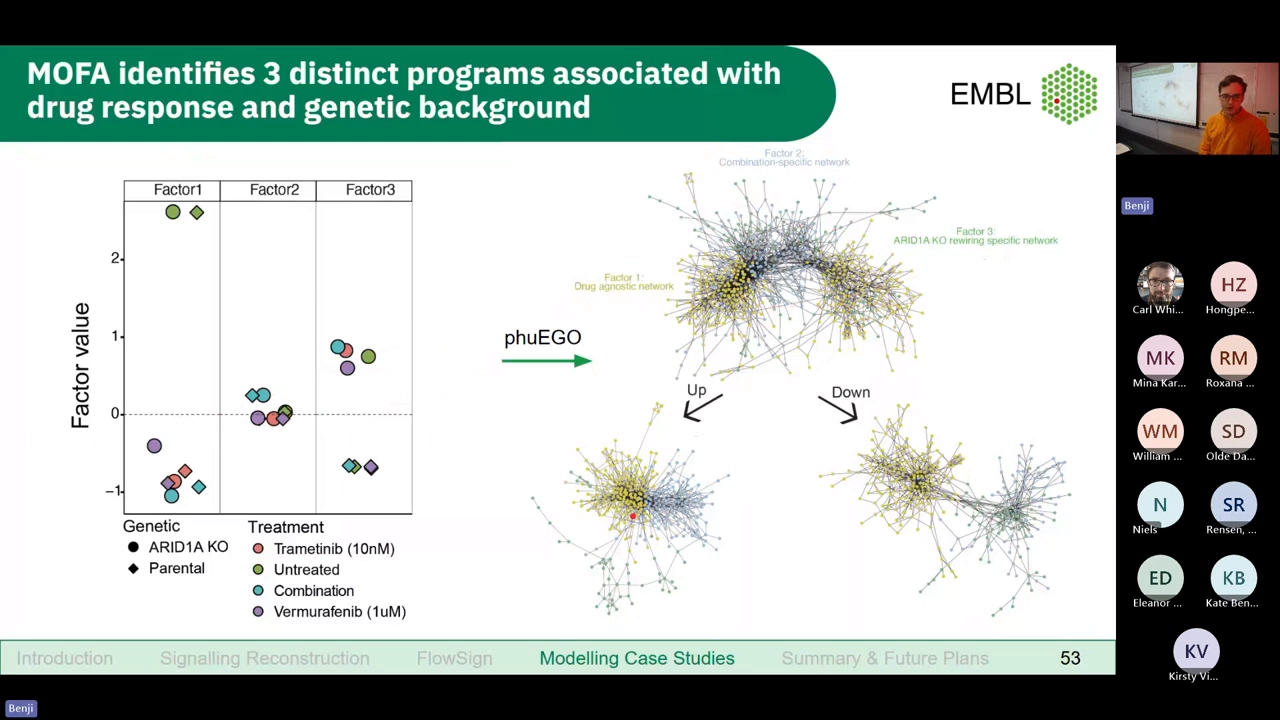 MOFA identifies 3 distinct programs associated with
drug response and genetic background
EMBL
Factor1
Factor2
Factor3
Factor value
2
1
0
−1
Genetic
ARID1A KO
Parental
Treatment
Trametinib (10nM)
Untreated
Combination
Vermurafenib (1uM)
phuEGO
Factor 2:
Combination-specific network
Factor 3:
ARID1A KO rewiring specific network
Factor 1:
Drug agnostic network
Up
Down
Introduction
Signalling Reconstruction
FlowSign
Modelling Case Studies
Summary & Future Plans
53
Benji
Benji
Carl Whi...
HZ
Hongpe...
MK
Mina Kar...
RM
Roxana ...
WM
William ...
SD
Olde Da...
N
Niels
SR
Rensen, ...
ED
Eleanor ...
KB
Kate Ben...
KV
Kirsty Vi...